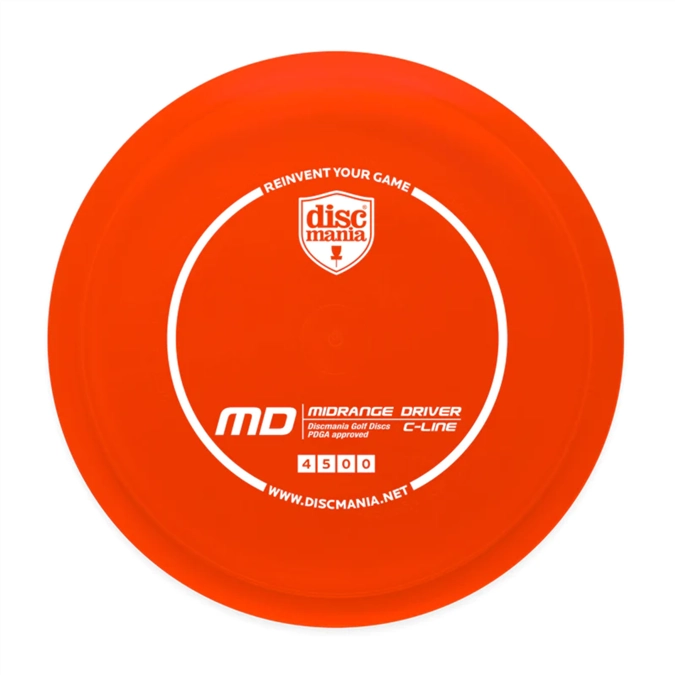 REINVENT YOUR GAME
disc®
mania
MD
MIDRANGE DRIVER
Discmania Golf Discs
PDGA approved
C-LINE
4 5 0 0
WWW.DISCMANIA.NET